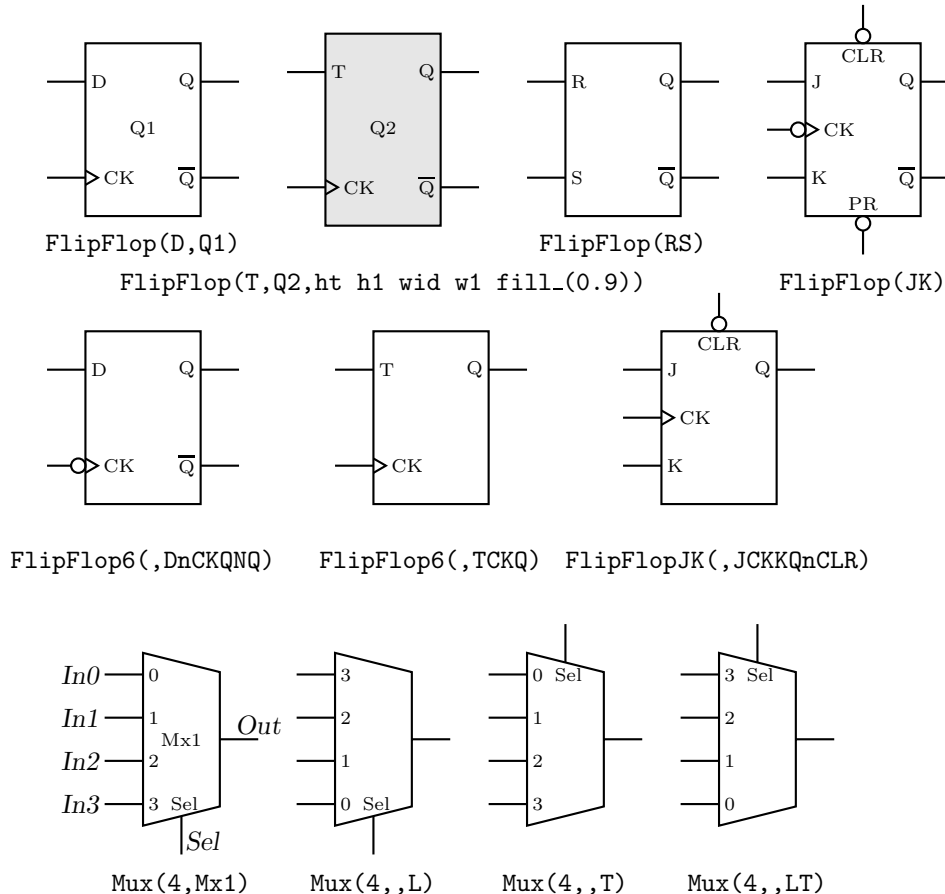 CLR
T Q
D Q R Q J Q
Q1 Q2 CK
CK Q̅ CK Q̅ S Q̅ K Q̅
PR
FlipFlop(D,Q1) FlipFlop(RS)
FlipFlop(T,Q2,ht h1 wid w1 fill_(0.9)) FlipFlop(JK)
CLR
D Q T Q J Q
CK
CK Q̅ CK K
FlipFlop6(,DnCKQNQ) FlipFlop6(,TCKQ) FlipFlopJK(,JCKKQnCLR)
In0 0 3 0 Sel 3 Sel
In1 1 2 1 2
Mx1 Out
In2 2 1 2 1
In3 3 Sel 0 Sel 3 0
Sel
Mux(4,Mx1) Mux(4,,L) Mux(4,,T) Mux(4,,LT)